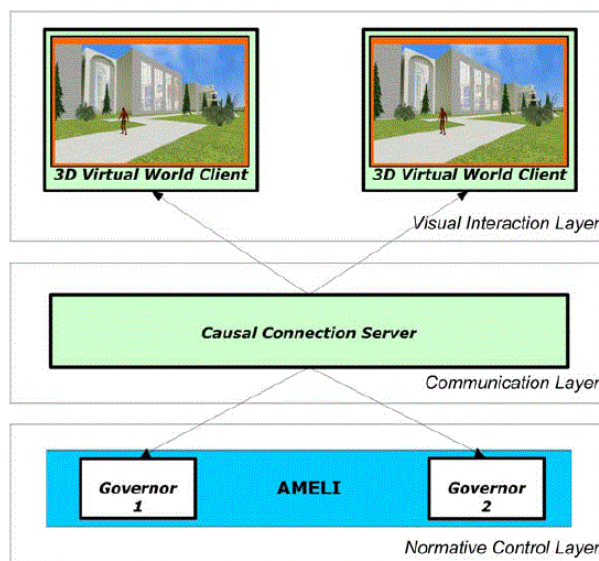 3D Virtual World Client
3D Virtual World Client
Visual Interaction Layer
Causal Connection Server
Communication Layer
Governor
1
AMELI
Governor
2
Normative Control Layer